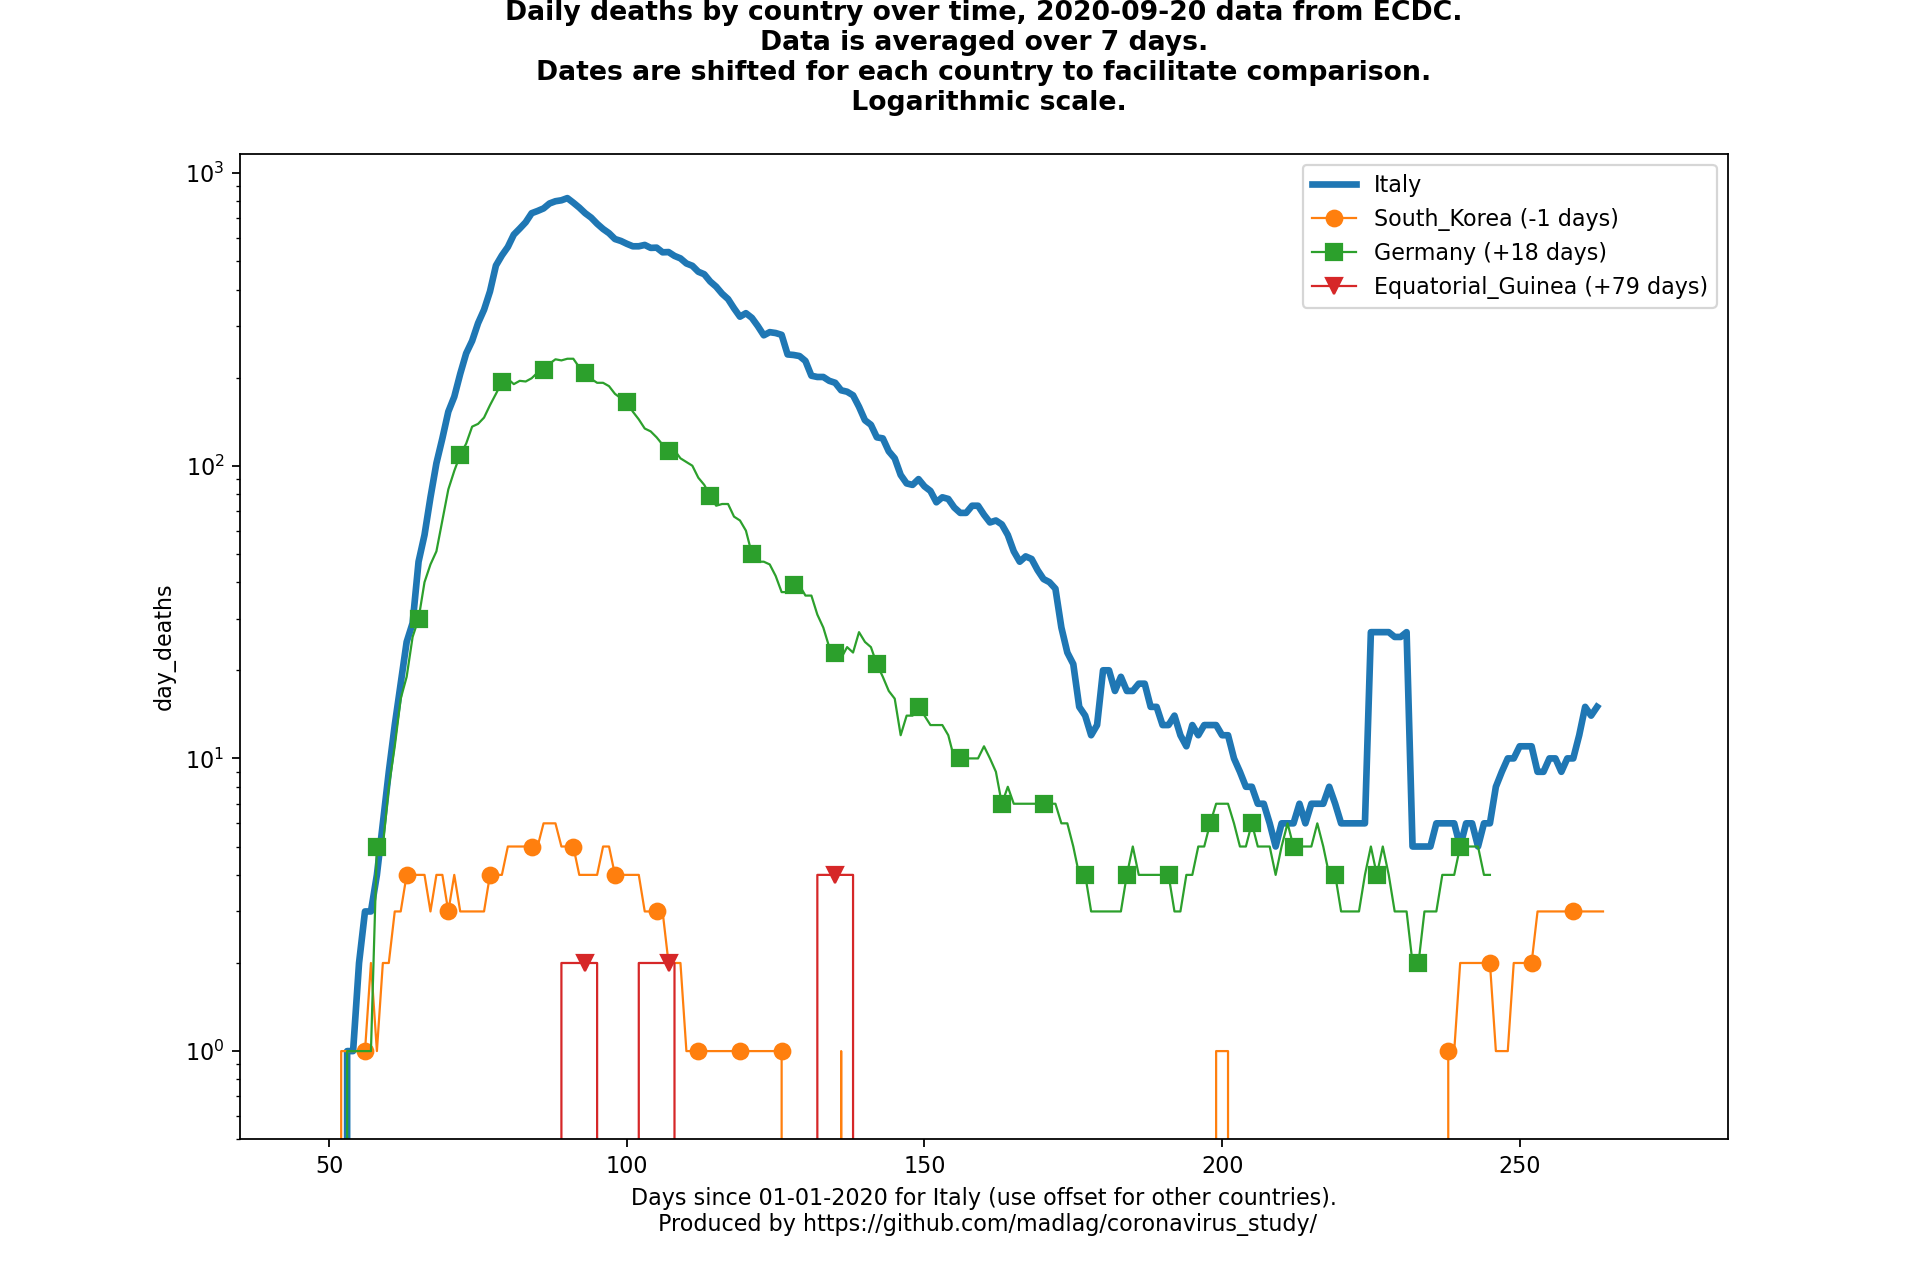 Daily deaths by country over time, 2020-09-20 data from ECDC.
Data is averaged over 7 days.
Dates are shifted for each country to facilitate comparison.
Logarithmic scale.
10³
10²
10¹
10⁰
day_deaths
Italy
South_Korea (-1 days)
Germany (+18 days)
Equatorial_Guinea (+79 days)
50 100 150 200 250
Days since 01-01-2020 for Italy (use offset for other countries).
Produced by https://github.com/madlag/coronavirus_study/